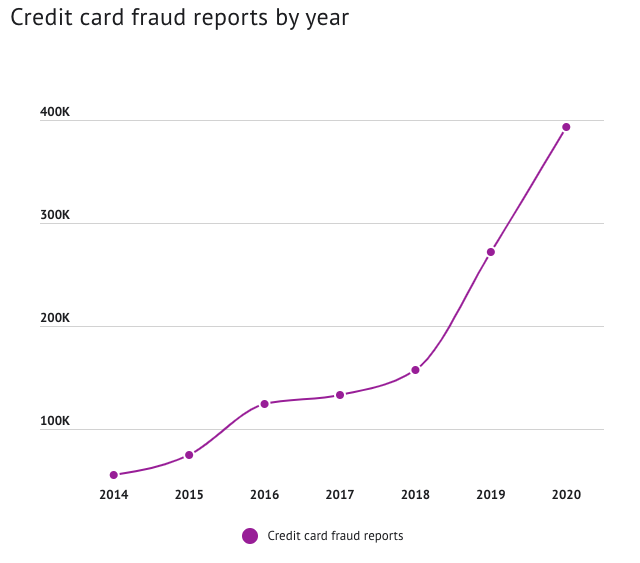 Credit card fraud reports by year
400K
300K
200K
100K
2014 2015 2016 2017 2018 2019 2020
Credit card fraud reports